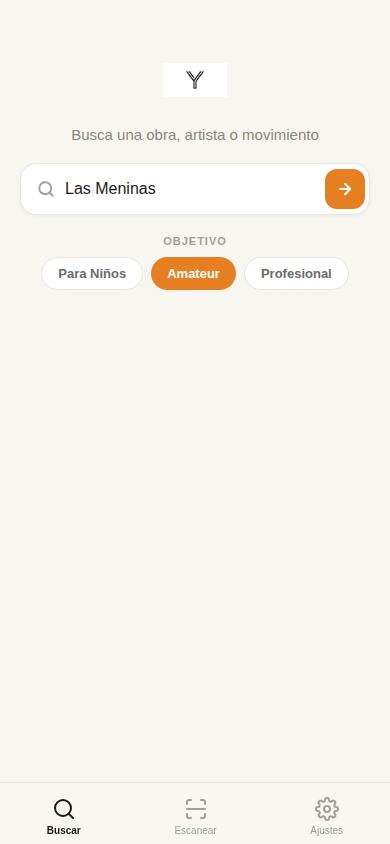 Busca una obra, artista o movimiento
Las Meninas
OBJETIVO
Para Niños Amateur Profesional
Buscar Escanear Ajustes